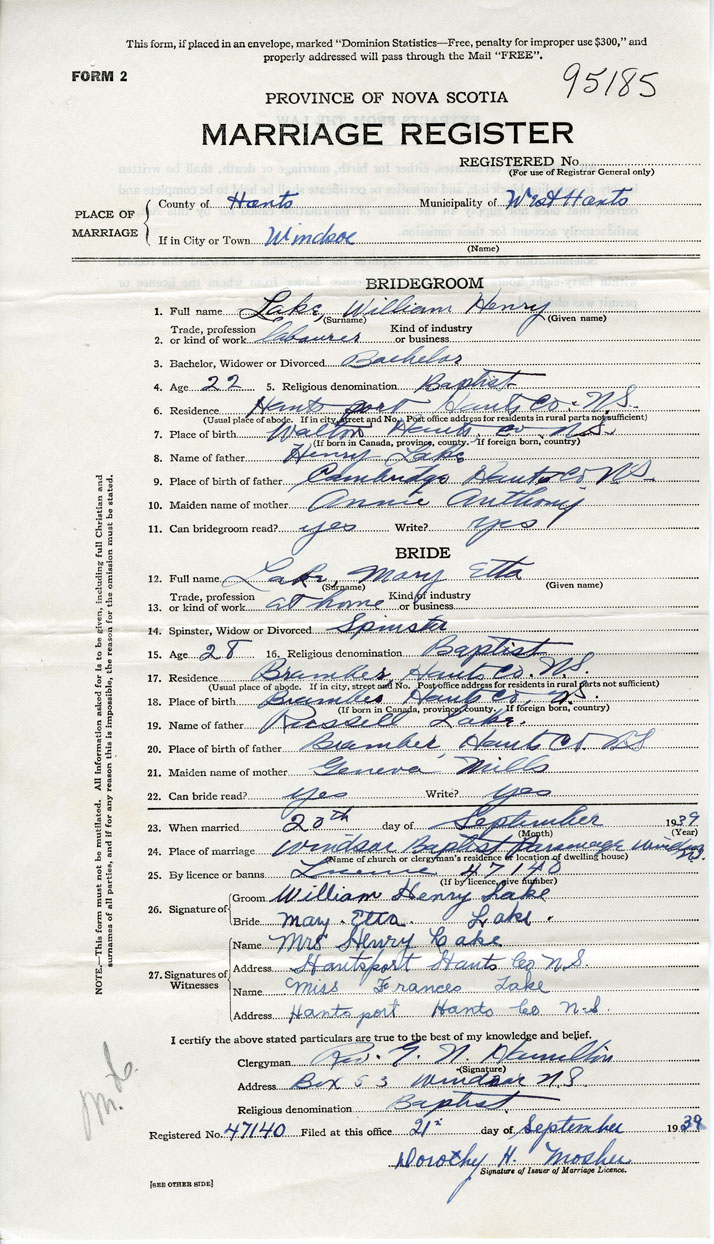 This form, if placed in an envelope, marked "Dominion Statistics—Free, penalty for improper use $300," and
properly addressed will pass through the Mail "FREE".
FORM 2
95185
PROVINCE OF NOVA SCOTIA
MARRIAGE REGISTER
REGISTERED No.
(For use of Registrar General only)
PLACE OF MARRIAGE
County of Hants Municipality of West Hants
If in City or Town Windsor
(Name)
BRIDEGROOM
1. Full name Lake, William Henry
(Surname) (Given name)
2. Trade, profession or kind of work labourer Kind of industry or business
3. Bachelor, Widower or Divorced Bachelor
4. Age 22 5. Religious denomination Baptist
6. Residence Hantsport Hants Co. N.S.
(Usual place of abode. If in city, street and No. Post office address for residents in rural parts not sufficient)
7. Place of birth Walton Hants Co N.S.
(If born in Canada, province, county. If foreign born, country)
8. Name of father Henry Lake
9. Place of birth of father Cambridge Hants Co NS
10. Maiden name of mother Annie Anthony
11. Can bridegroom read? yes Write? yes
BRIDE
12. Full name Lake, Mary Etta
(Surname) (Given name)
13. Trade, profession or kind of work at home Kind of industry or business
14. Spinster, Widow or Divorced Spinster
15. Age 28 16. Religious denomination Baptist
17. Residence Bramber Hants Co. N.S.
(Usual place of abode. If in city, street and No. Post office address for residents in rural parts not sufficient)
18. Place of birth Bramber Hants Co, N.S.
(If born in Canada, province, county. If foreign born, country)
19. Name of father Russell Lake.
20. Place of birth of father Bramber, Hants Co NS
21. Maiden name of mother Geneva Mills
22. Can bride read? yes Write? yes
23. When married 20th day of September 1939
(Month) (Year)
24. Place of marriage Windsor Baptist Parsonage Windsor N.S.
(Name of church or clergyman's residence or location of dwelling house)
25. By licence or banns Licence 47140
(If by licence, give number)
26. Signature of
Groom William Henry Lake
Bride Mary. Etta. Lake.
27. Signatures of Witnesses
Name Mrs Henry Lake
Address Hantsport Hants Co N.S.
Name Miss Frances Lake
Address Hantsport Hants Co N.S.
I certify the above stated particulars are true to the best of my knowledge and belief.
Clergyman Rev. G. N. Hamilton
(Signature)
Address Box 53 Windsor N.S.
Religious denomination Baptist
Registered No. 47140 Filed at this office 21st day of September 1939
Dorothy H. Mosher
Signature of Issuer of Marriage Licence.
[SEE OTHER SIDE]
NOTE.—This form must not be mutilated. All information asked for is to be given, including full Christian and
surnames of all parties, and if for any reason this is impossible, the reason for the omission must be stated.